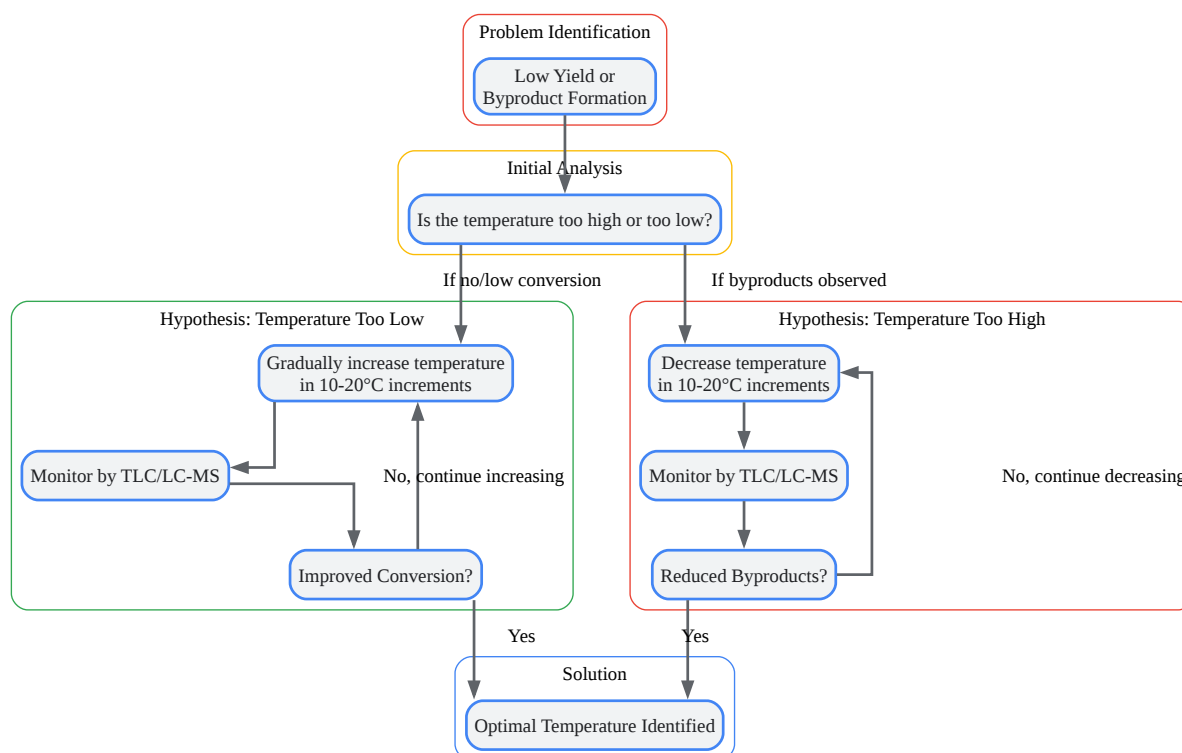 Problem Identification
Low Yield or
Byproduct Formation
Initial Analysis
Is the temperature too high or too low?
If no/low conversion
If byproducts observed
Hypothesis: Temperature Too Low
Gradually increase temperature
in 10-20°C increments
Monitor by TLC/LC-MS
No, continue increasing
Improved Conversion?
Hypothesis: Temperature Too High
Decrease temperature
in 10-20°C increments
Monitor by TLC/LC-MS
No, continue decreasing
Reduced Byproducts?
Yes
Yes
Solution
Optimal Temperature Identified